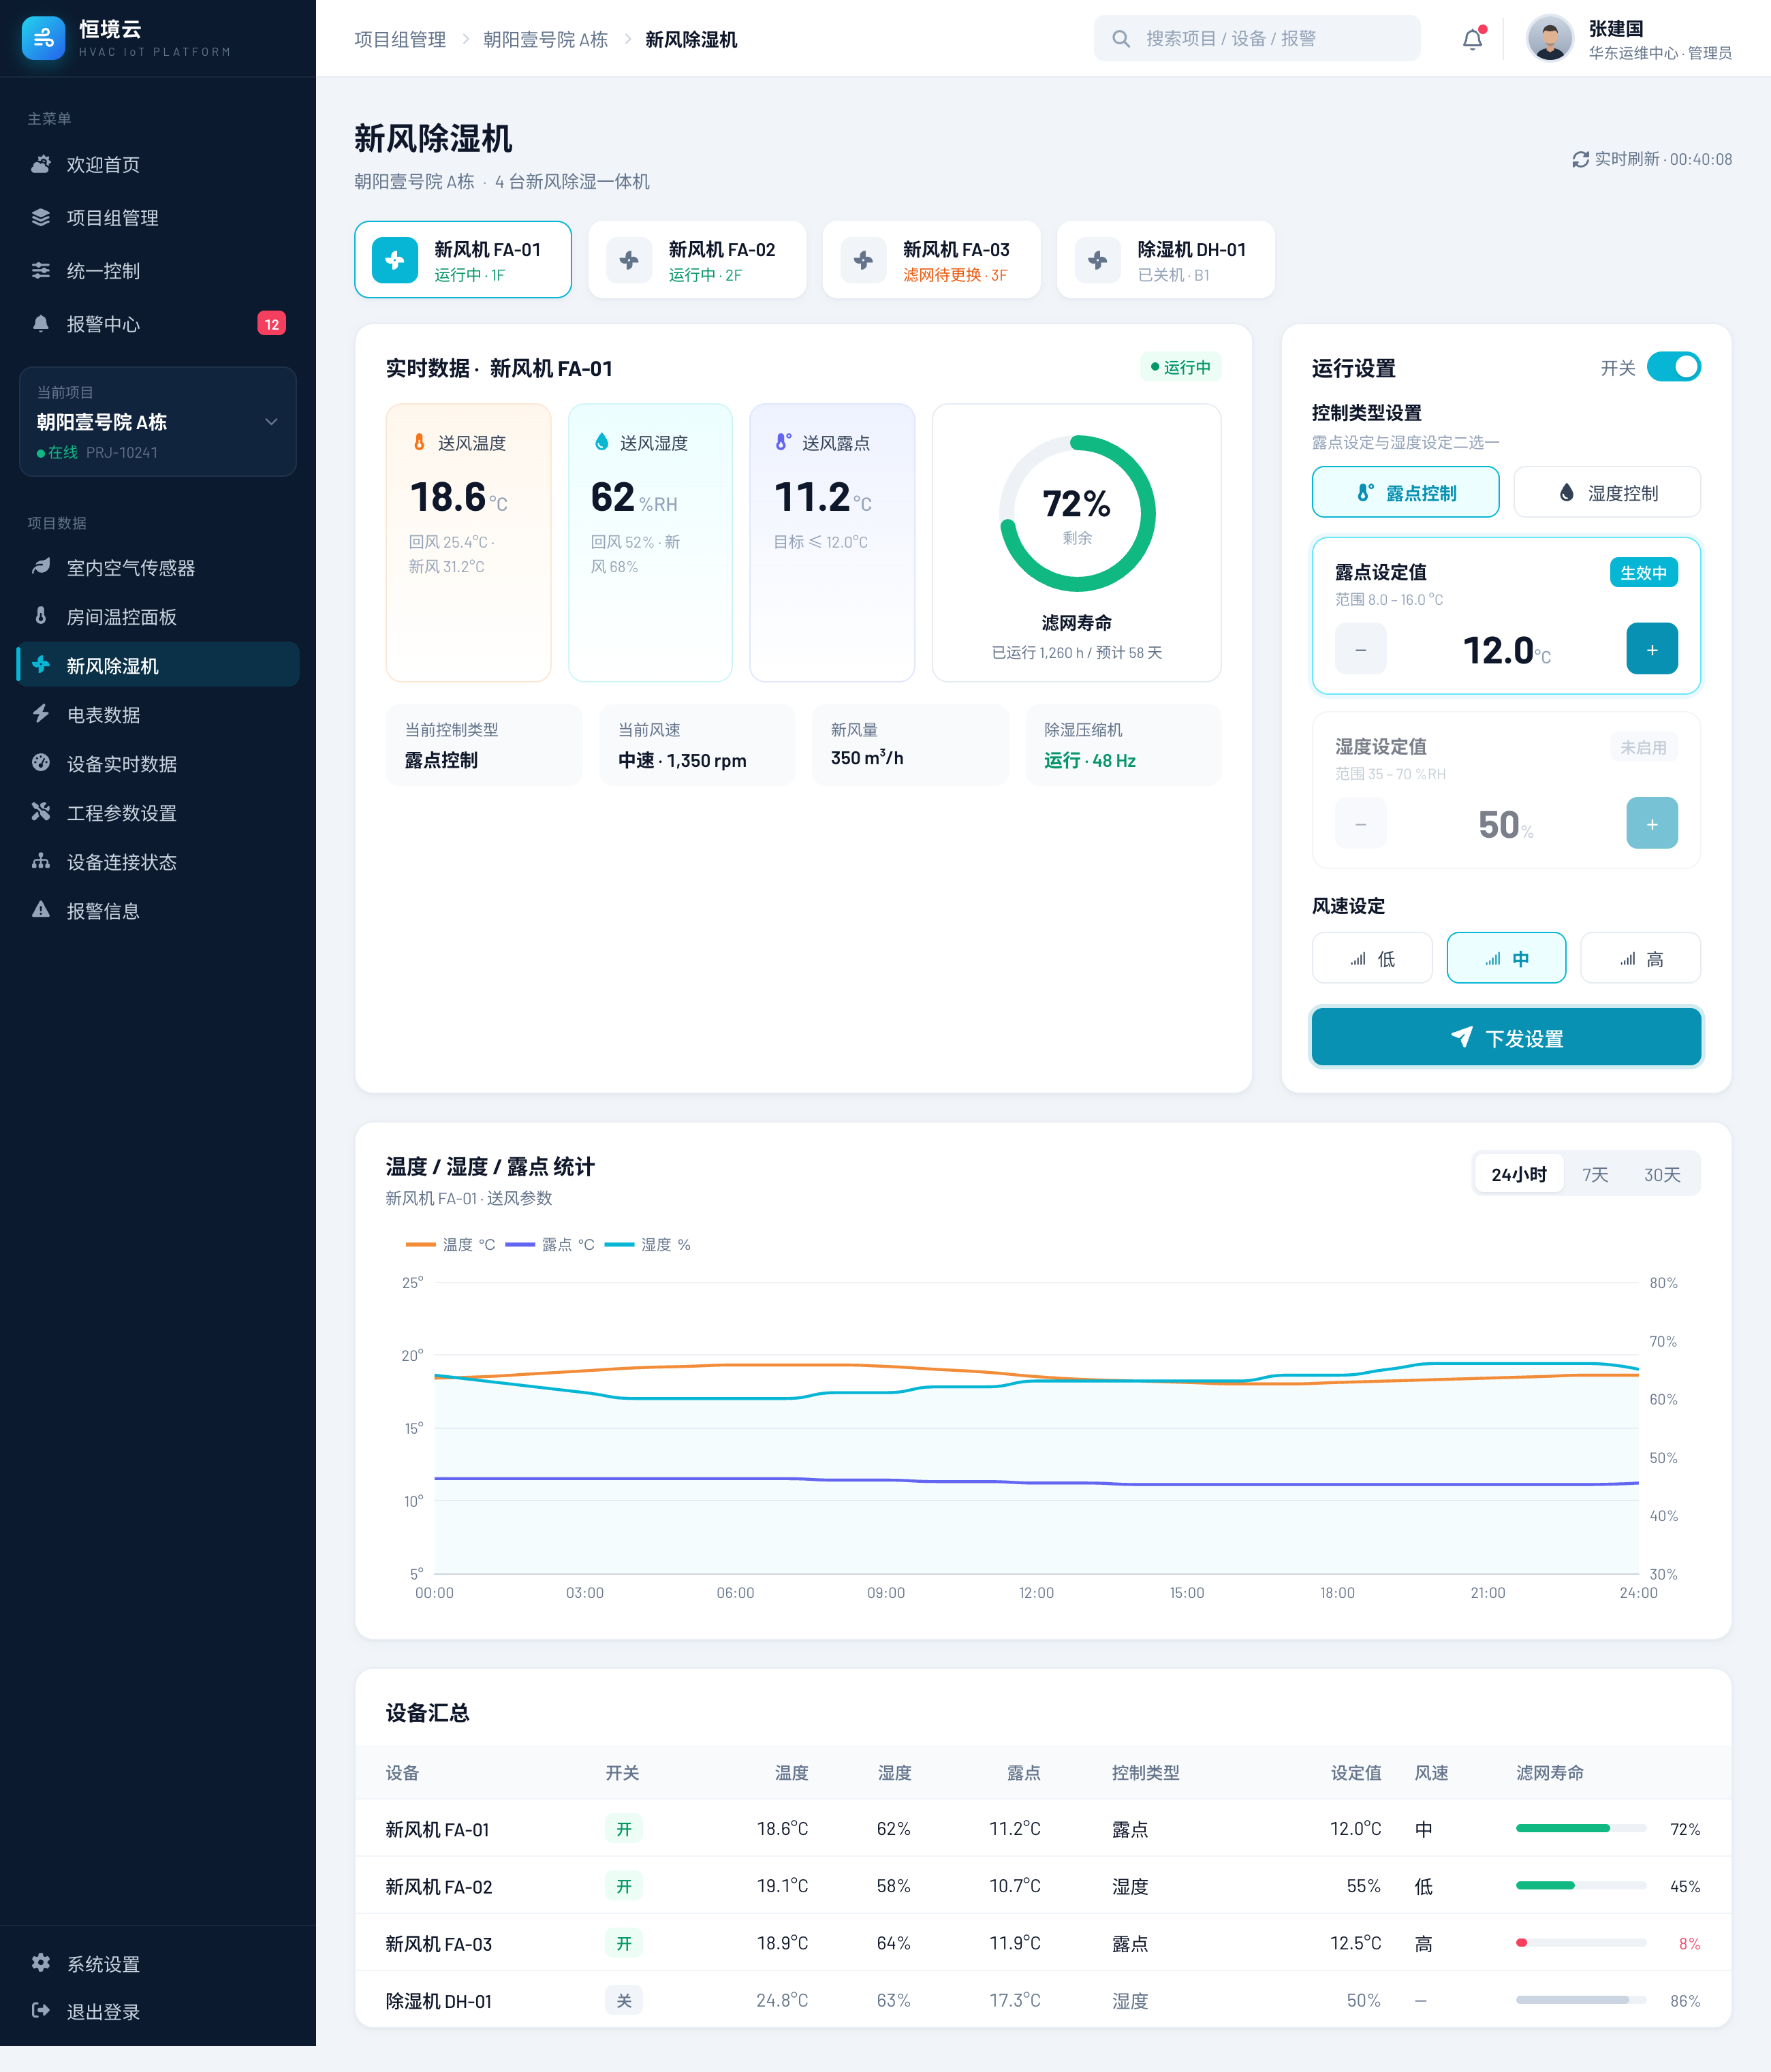 恒境云
HVAC IoT PLATFORM
主菜单
欢迎首页
项目组管理
统一控制
报警中心 12
当前项目
朝阳壹号院 A栋
在线 PRJ-10241
项目数据
室内空气传感器
房间温控面板
新风除湿机
电表数据
设备实时数据
工程参数设置
设备连接状态
报警信息
系统设置
退出登录
项目组管理 > 朝阳壹号院 A栋 > 新风除湿机
搜索项目 / 设备 / 报警
张建国
华东运维中心 · 管理员
新风除湿机
朝阳壹号院 A栋 · 4 台新风除湿一体机
实时刷新 · 00:40:08
新风机 FA-01
运行中 · 1F
新风机 FA-02
运行中 · 2F
新风机 FA-03
滤网待更换 · 3F
除湿机 DH-01
已关机 · B1
实时数据 · 新风机 FA-01
运行中
送风温度
18.6 °C
回风 25.4°C ·
新风 31.2°C
送风湿度
62 %RH
回风 52% · 新
风 68%
送风露点
11.2 °C
目标 ≤ 12.0°C
72%
剩余
滤网寿命
已运行 1,260 h / 预计 58 天
当前控制类型
露点控制
当前风速
中速 · 1,350 rpm
新风量
350 m³/h
除湿压缩机
运行 · 48 Hz
运行设置
开关
控制类型设置
露点设定与湿度设定二选一
露点控制
湿度控制
露点设定值
生效中
范围 8.0 – 16.0 °C
− 12.0 °C +
湿度设定值
未启用
范围 35 – 70 %RH
− 50 % +
风速设定
低
中
高
下发设置
温度 / 湿度 / 露点 统计
新风机 FA-01 · 送风参数
24小时 7天 30天
温度 °C 露点 °C 湿度 %
25° 80%
70%
20°
60%
15°
50%
10°
40%
5° 30%
00:00 03:00 06:00 09:00 12:00 15:00 18:00 21:00 24:00
设备汇总
设备 开关 温度 湿度 露点 控制类型 设定值 风速 滤网寿命
新风机 FA-01 开 18.6°C 62% 11.2°C 露点 12.0°C 中 72%
新风机 FA-02 开 19.1°C 58% 10.7°C 湿度 55% 低 45%
新风机 FA-03 开 18.9°C 64% 11.9°C 露点 12.5°C 高 8%
除湿机 DH-01 关 24.8°C 63% 17.3°C 湿度 50% — 86%